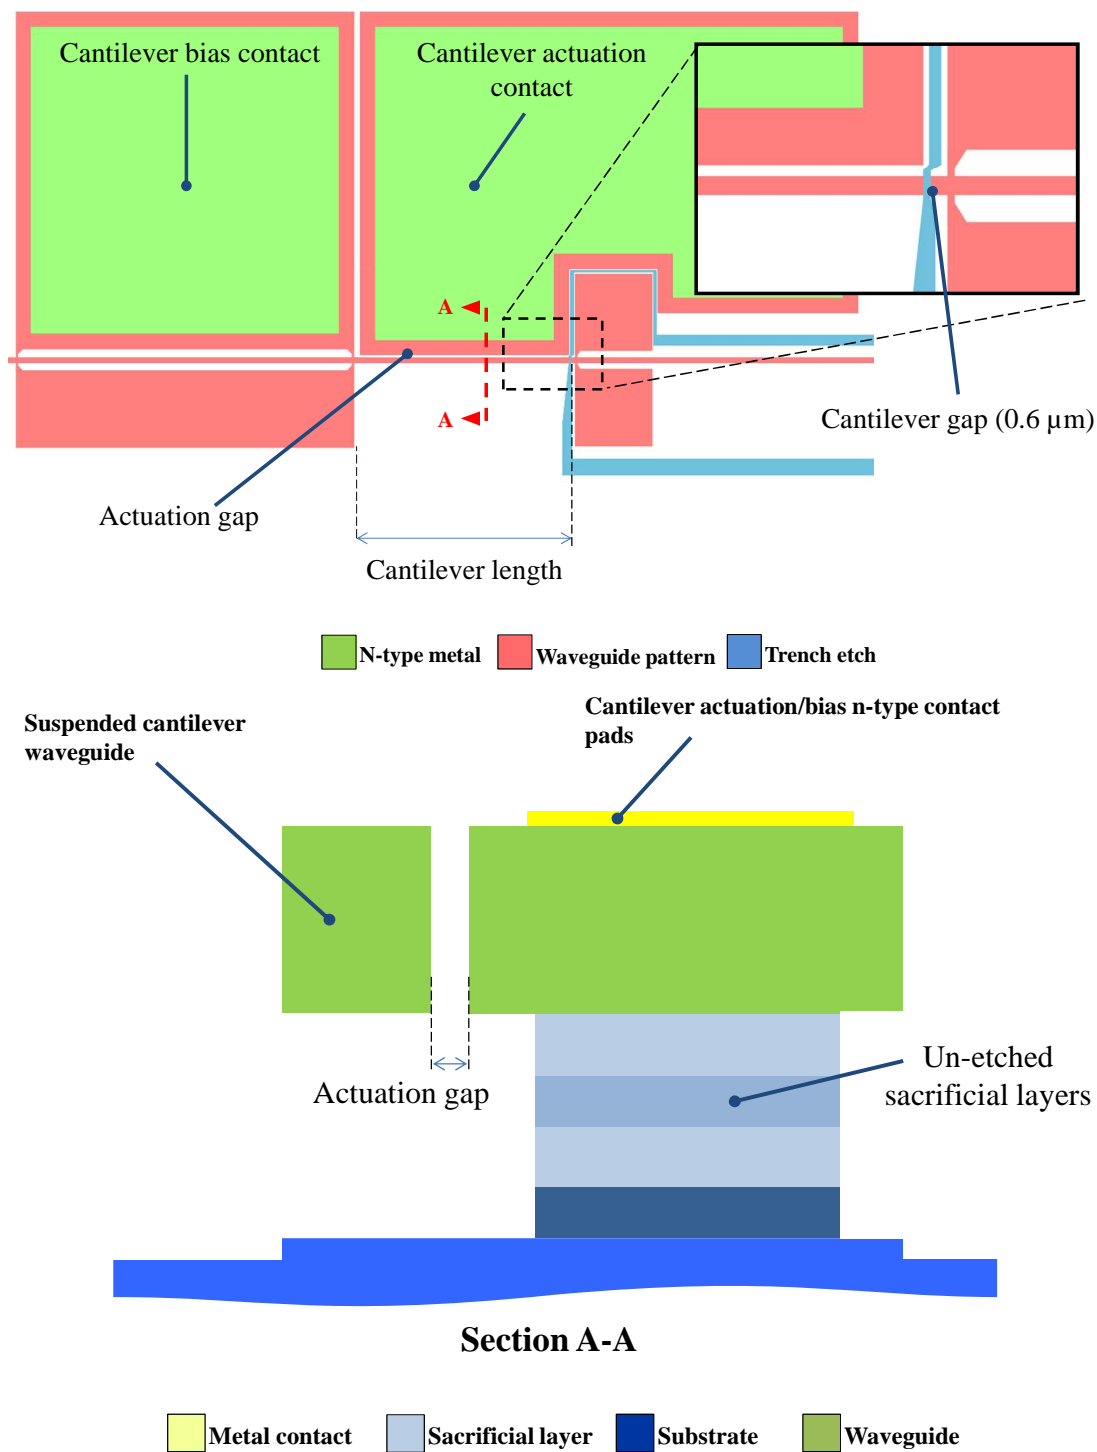 Cantilever bias contact
Cantilever actuation
contact
A
A
Cantilever gap (0.6 µm)
Actuation gap
Cantilever length
N-type metal
Waveguide pattern
Trench etch
Suspended cantilever
waveguide
Cantilever actuation/bias n-type contact
pads
Actuation gap
Un-etched
sacrificial layers
Section A-A
Metal contact
Sacrificial layer
Substrate
Waveguide